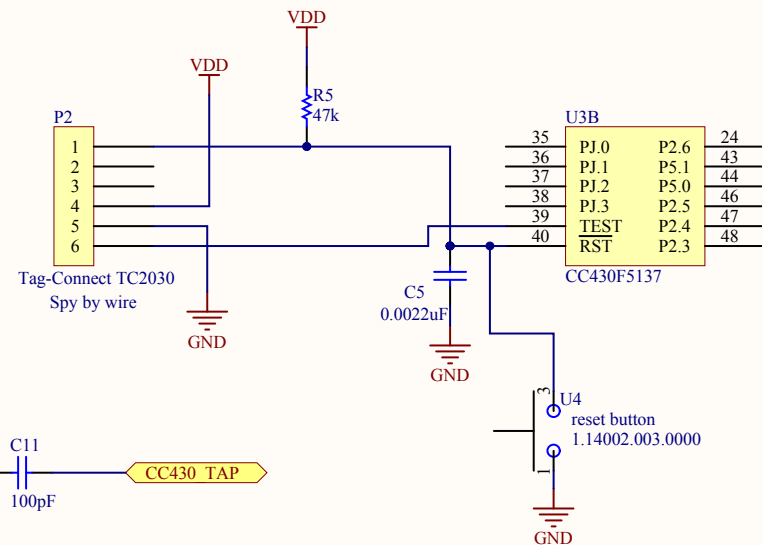 VDD
VDD
R5
47k
P2
1
2
3
4
5
6
Tag-Connect TC2030
Spy by wire
GND
C5
0.0022uF
GND
U3B
35 PJ.0 P2.6 24
36 PJ.1 P5.1 43
37 PJ.2 P5.0 44
38 PJ.3 P2.5 46
39 TEST P2.4 47
40 RST P2.3 48
CC430F5137
3
U4
reset button
1.14002.003.0000
1
GND
C11
100pF
CC430 TAP